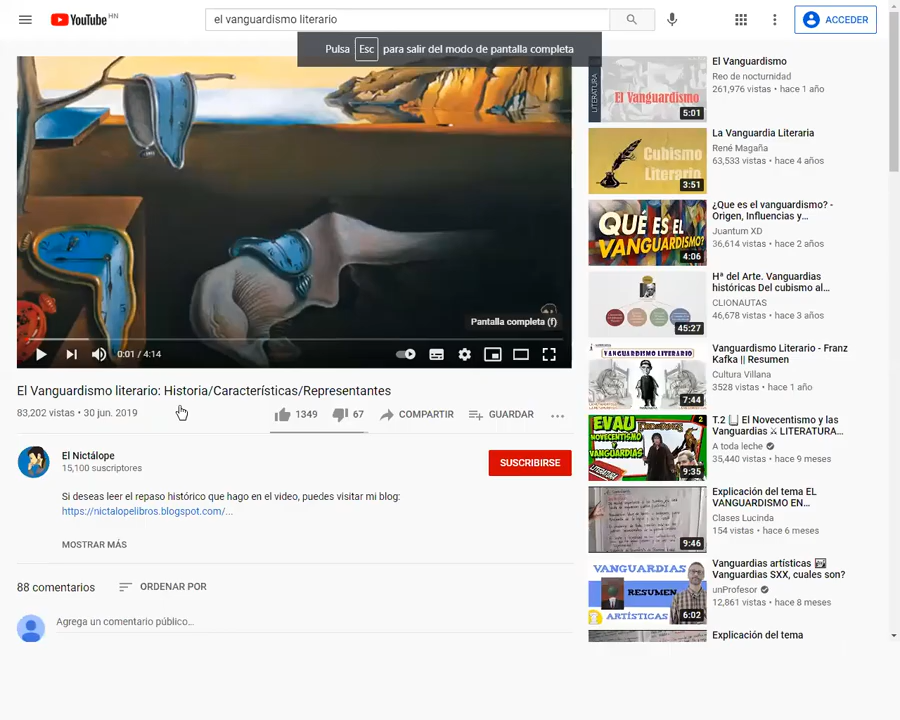 YouTube HN
el vanguardismo literario
ACCEDER
Pulsa Esc para salir del modo de pantalla completa
Pantalla completa (f)
0:01 / 4:14
El Vanguardismo literario: Historia/Características/Representantes
83,202 vistas • 30 jun. 2019
1349
67
COMPARTIR
GUARDAR
El Nictálope
15,100 suscriptores
SUSCRIBIRSE
Si deseas leer el repaso histórico que hago en el video, puedes visitar mi blog:
https://nictalopelibros.blogspot.com/...
MOSTRAR MÁS
88 comentarios
ORDENAR POR
Agrega un comentario público...
LITERATURA
El Vanguardismo
5:01
El Vanguardismo
Reo de nocturnidad
261,976 vistas • hace 1 año
Cubismo
Literario
3:51
La Vanguardia Literaria
René Magaña
63,533 vistas • hace 4 años
QUÉ ES EL
VANGUARDISMO?
4:06
¿Que es el vanguardismo? -
Origen, Influencias y...
Juantum XD
36,614 vistas • hace 2 años
45:27
Hª del Arte. Vanguardias
históricas Del cubismo al...
CLIONAUTAS
46,678 vistas • hace 3 años
VANGUARDISMO LITERARIO
7:44
Vanguardismo Literario - Franz
Kafka || Resumen
Cultura Villana
3528 vistas • hace 1 año
EVAU
NOVECENTISMO Y
VANGUARDIAS
LITERATURA
2
9:35
T.2 El Novecentismo y las
Vanguardias ⚔ LITERATURA...
A toda leche
35,440 vistas • hace 9 meses
9:46
Explicación del tema EL
VANGUARDISMO EN...
Clases Lucinda
154 vistas • hace 6 meses
VANGUARDIAS
RESUMEN
ARTÍSTICAS
6:02
Vanguardias artísticas
Vanguardias SXX, cuales son?
unProfesor
12,861 vistas • hace 8 meses
Explicación del tema